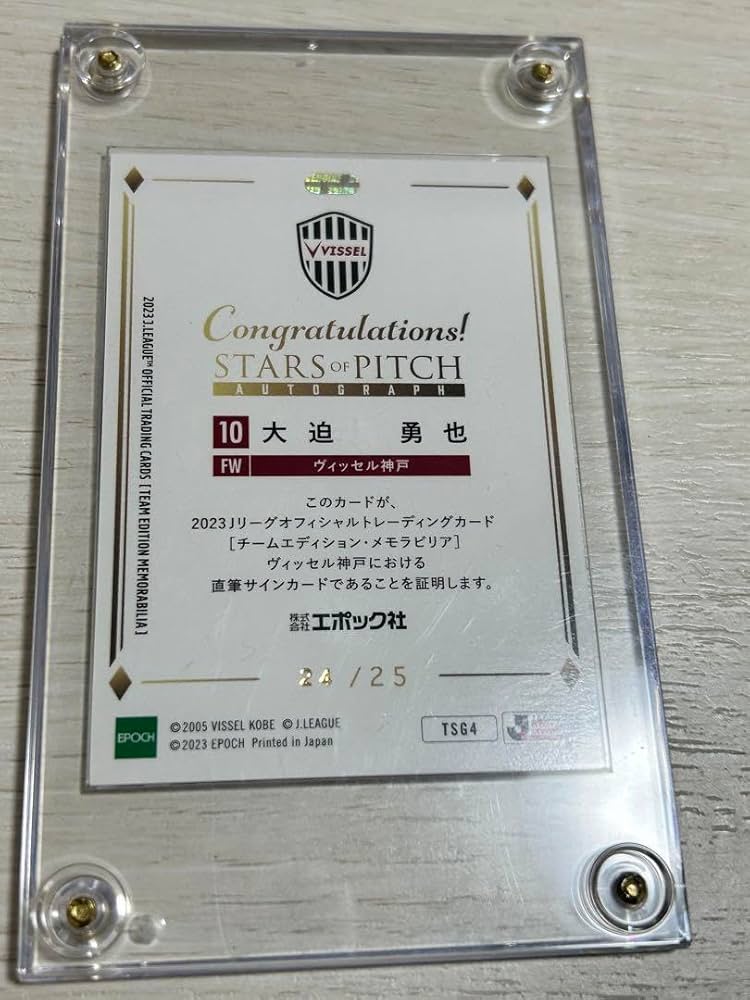 VISSEL
Congratulations!
STARS OF PITCH
AUTOGRAPH
10 大迫 勇也
FW ヴィッセル神戸
このカードが、
2023Jリーグオフィシャルトレーディングカード
[チームエディション・メモラビリア]
ヴィッセル神戸における
直筆サインカードであることを証明します。
株式会社エポック社
24/25
EPOCH
©2005 VISSEL KOBE ©J.LEAGUE
©2023 EPOCH Printed in Japan
TSG4
2023 J.LEAGUE™ OFFICIAL TRADING CARDS [TEAM EDITION MEMORABILIA]